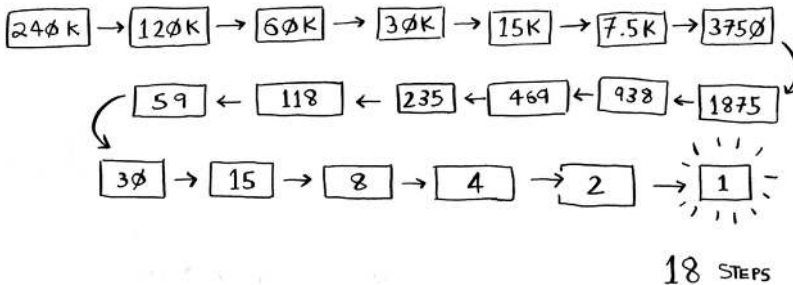 240K → 120K → 60K → 30K → 15K → 7.5K → 3750
59 ← 118 ← 235 ← 469 ← 938 ← 1875
30 → 15 → 8 → 4 → 2 → 1
18 STEPS